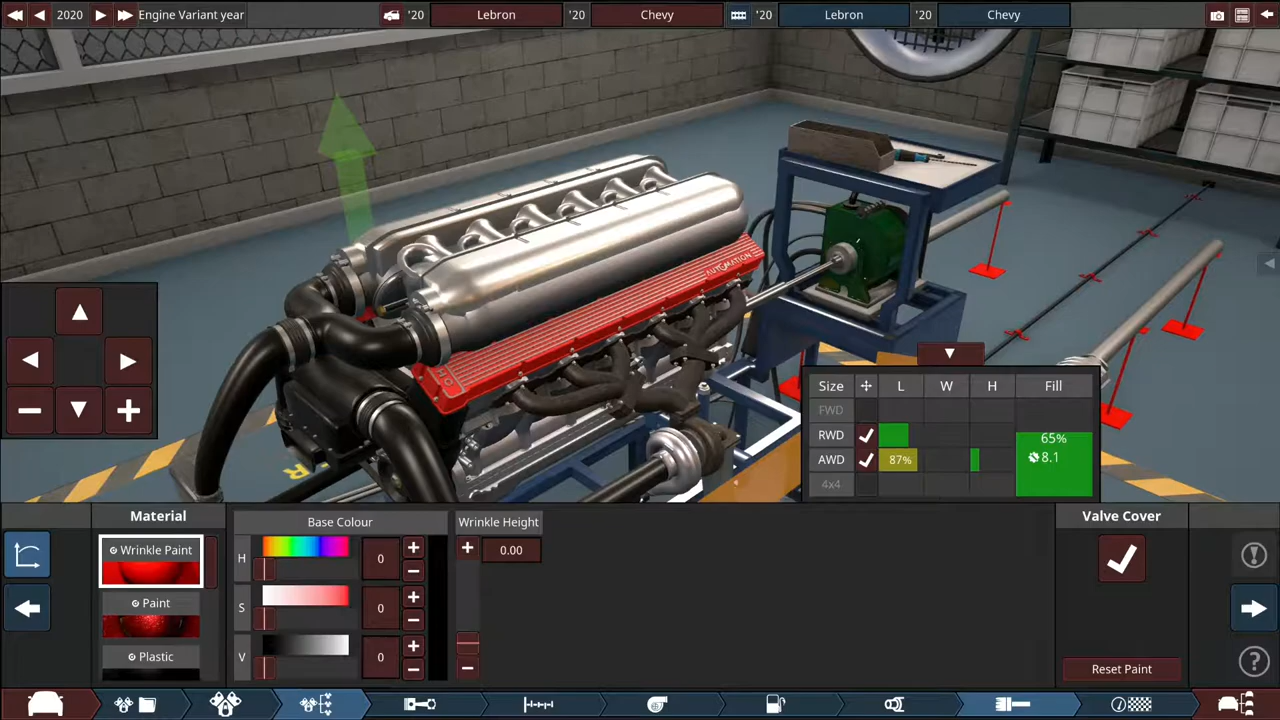 2020 Engine Variant year '20 Lebron '20 Chevy '20 Lebron '20 Chevy
AUTOMATION
Size L W H Fill
FWD
RWD 65%
AWD 87% 8.1
4x4
Material Base Colour Wrinkle Height Valve Cover
Wrinkle Paint H 0 0.00
Paint S 0
Plastic V 0
Reset Paint